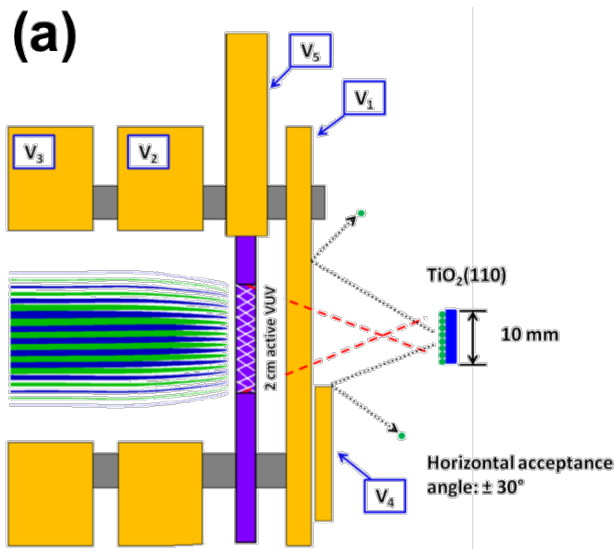 (a)
V5
V1
V3
V2
TiO2(110)
2 cm active VUV
10 mm
Horizontal acceptance
angle: ± 30°
V4